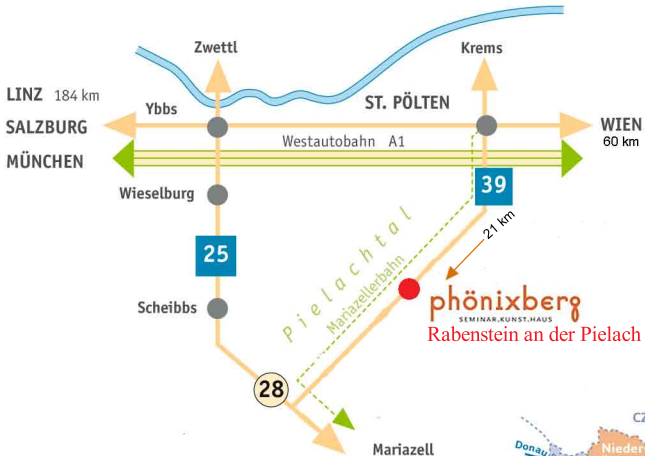 Zwettl
Krems
LINZ 184 km
Ybbs
ST. PÖLTEN
SALZBURG
WIEN
60 km
Westautobahn A1
MÜNCHEN
Wieselburg
39
21 km
25
Pielachtal
Mariazellerbahn
phönixberg
SEMINAR.KUNST.HAUS
Scheibbs
Rabenstein an der Pielach
28
Mariazell
CZ
Donau
Nieder